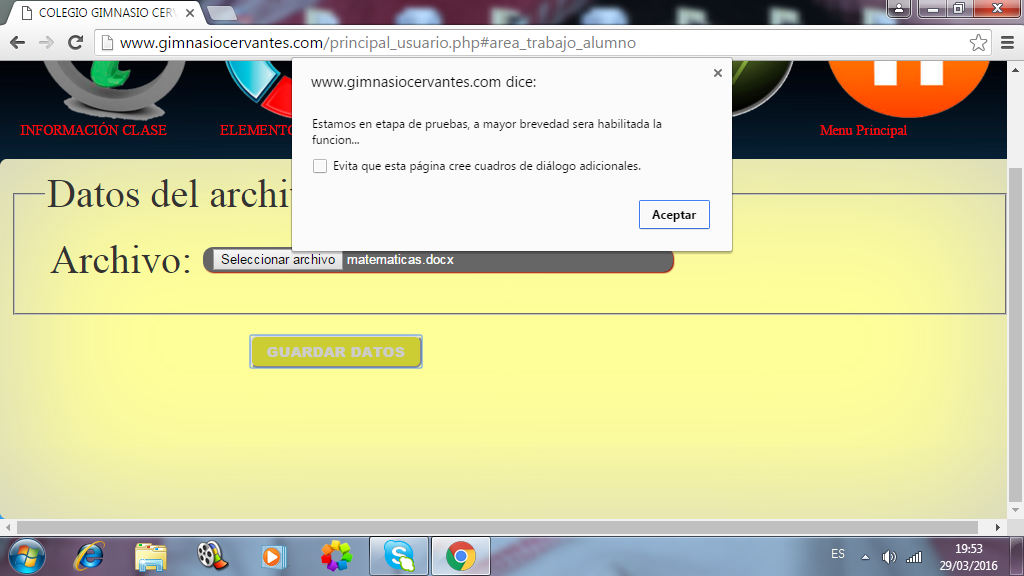 COLEGIO GIMNASIO CER
www.gimnasiocervantes.com/principal_usuario.php#area_trabajo_alumno
www.gimnasiocervantes.com dice:
Estamos en etapa de pruebas, a mayor brevedad sera habilitada la
funcion...
Evita que esta página cree cuadros de diálogo adicionales.
Aceptar
INFORMACIÓN CLASE
ELEMENTO
Menu Principal
Datos del archi
Archivo: Seleccionar archivo matematicas.docx
GUARDAR DATOS
ES
19:53
29/03/2016